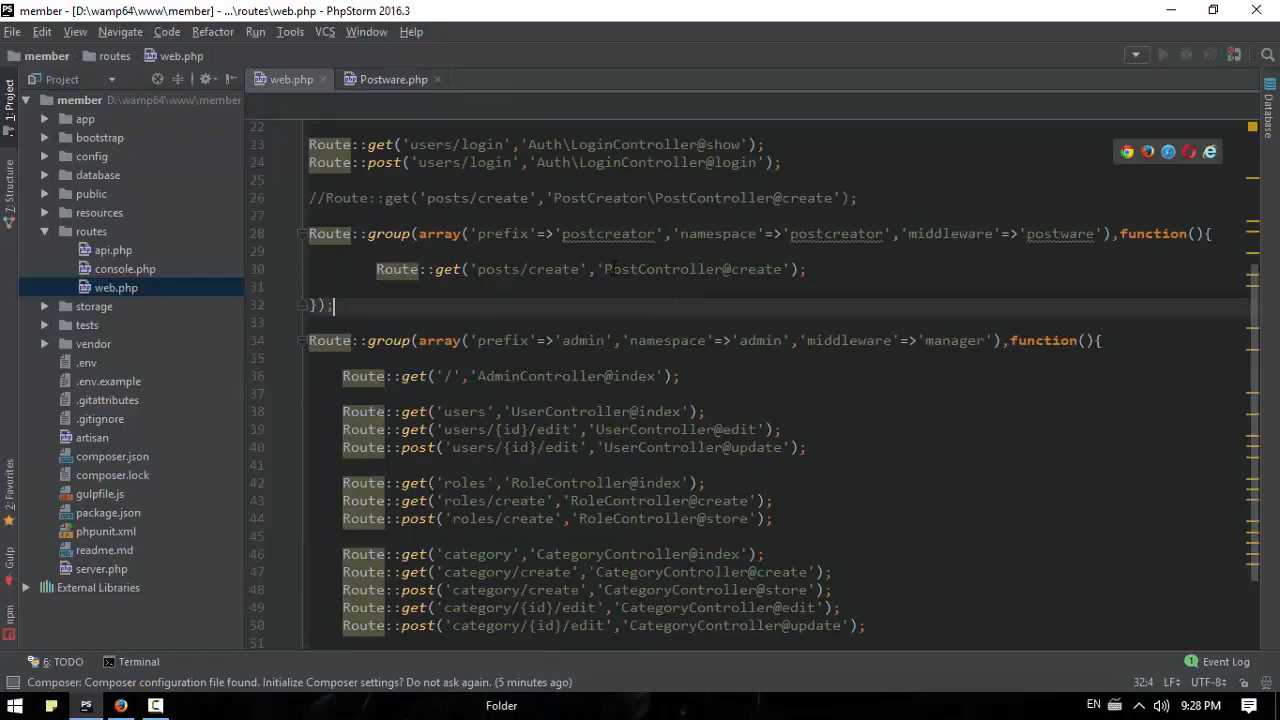 member - [D:\wamp64\www\member] - ...\routes\web.php - PhpStorm 2016.3
File Edit View Navigate Code Refactor Run Tools VCS Window Help
member routes web.php
Project web.php Postware.php
member D:\wamp64\www\member
app
bootstrap
config
database
public
resources
routes
api.php
console.php
web.php
storage
tests
vendor
.env
.env.example
.gitattributes
.gitignore
artisan
composer.json
composer.lock
gulpfile.js
package.json
phpunit.xml
readme.md
server.php
External Libraries
1: Project
7: Structure
2: Favorites
Gulp
npm
Database
22
23 Route::get('users/login','Auth\LoginController@show');
24 Route::post('users/login','Auth\LoginController@login');
25
26 //Route::get('posts/create','PostCreator\PostController@create');
27
28 Route::group(array('prefix'=>'postcreator','namespace'=>'postcreator','middleware'=>'postware'),function(){
29
30 Route::get('posts/create','PostController@create');
31
32 });
33
34 Route::group(array('prefix'=>'admin','namespace'=>'admin','middleware'=>'manager'),function(){
35
36 Route::get('/','AdminController@index');
37
38 Route::get('users','UserController@index');
39 Route::get('users/{id}/edit','UserController@edit');
40 Route::post('users/{id}/edit','UserController@update');
41
42 Route::get('roles','RoleController@index');
43 Route::get('roles/create','RoleController@create');
44 Route::post('roles/create','RoleController@store');
45
46 Route::get('category','CategoryController@index');
47 Route::get('category/create','CategoryController@create');
48 Route::post('category/create','CategoryController@store');
49 Route::get('category/{id}/edit','CategoryController@edit');
50 Route::post('category/{id}/edit','CategoryController@update');
51
6: TODO Terminal 1 Event Log
Composer: Composer configuration file found. Initialize Composer settings? Do not ask again. (5 minutes ago) 32:4 LF UTF-8
PS Folder EN 9:28 PM